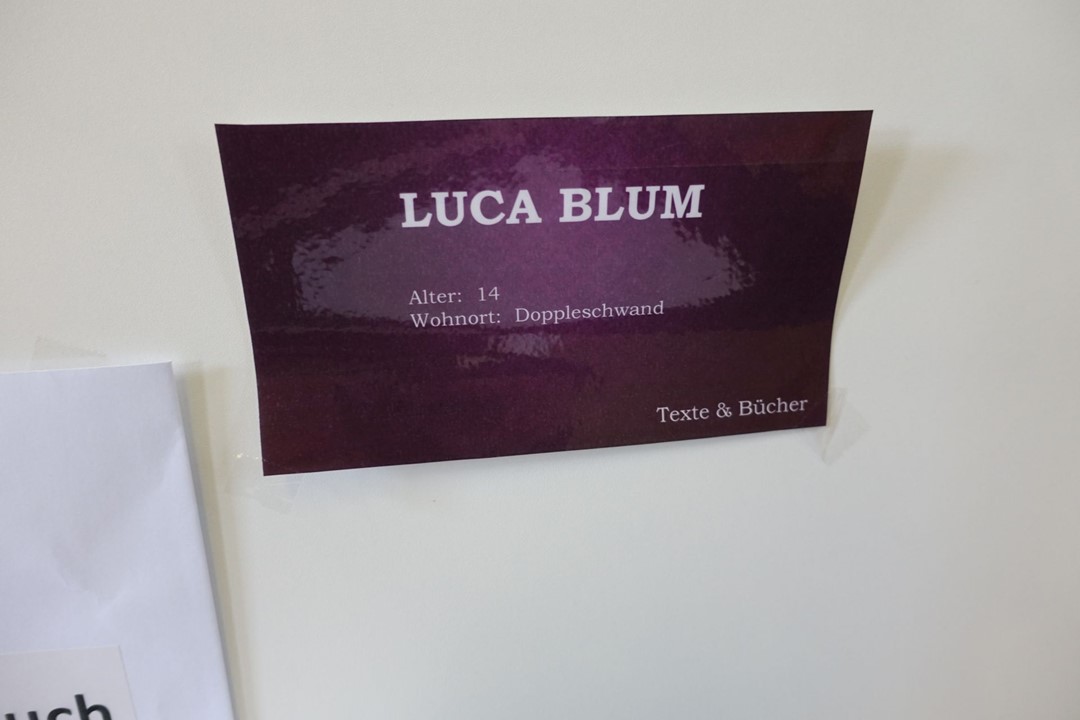 LUCA BLUM
Alter: 14
Wohnort: Doppleschwand
Texte & Bücher
uch